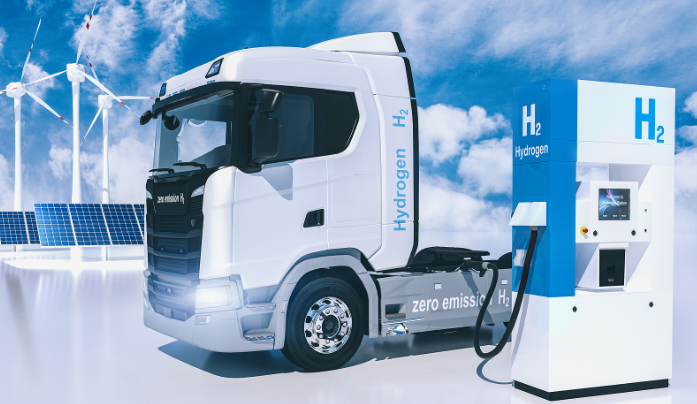 zero emission H₂
Hydrogen H₂
zero emission H₂
H₂
Hydrogen
H₂